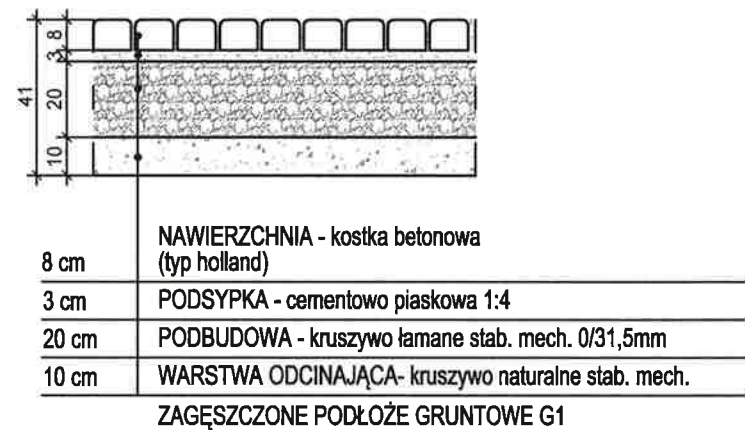 8
3
41
20
10
NAWIERZCHNIA - kostka betonowa
8 cm (typ holland)
3 cm PODSYPKA - cementowo piaskowa 1:4
20 cm PODBUDOWA - kruszywo łamane stab. mech. 0/31,5mm
10 cm WARSTWA ODCINAJĄCA- kruszywo naturalne stab. mech.
ZAGĘSZCZONE PODŁOŻE GRUNTOWE G1